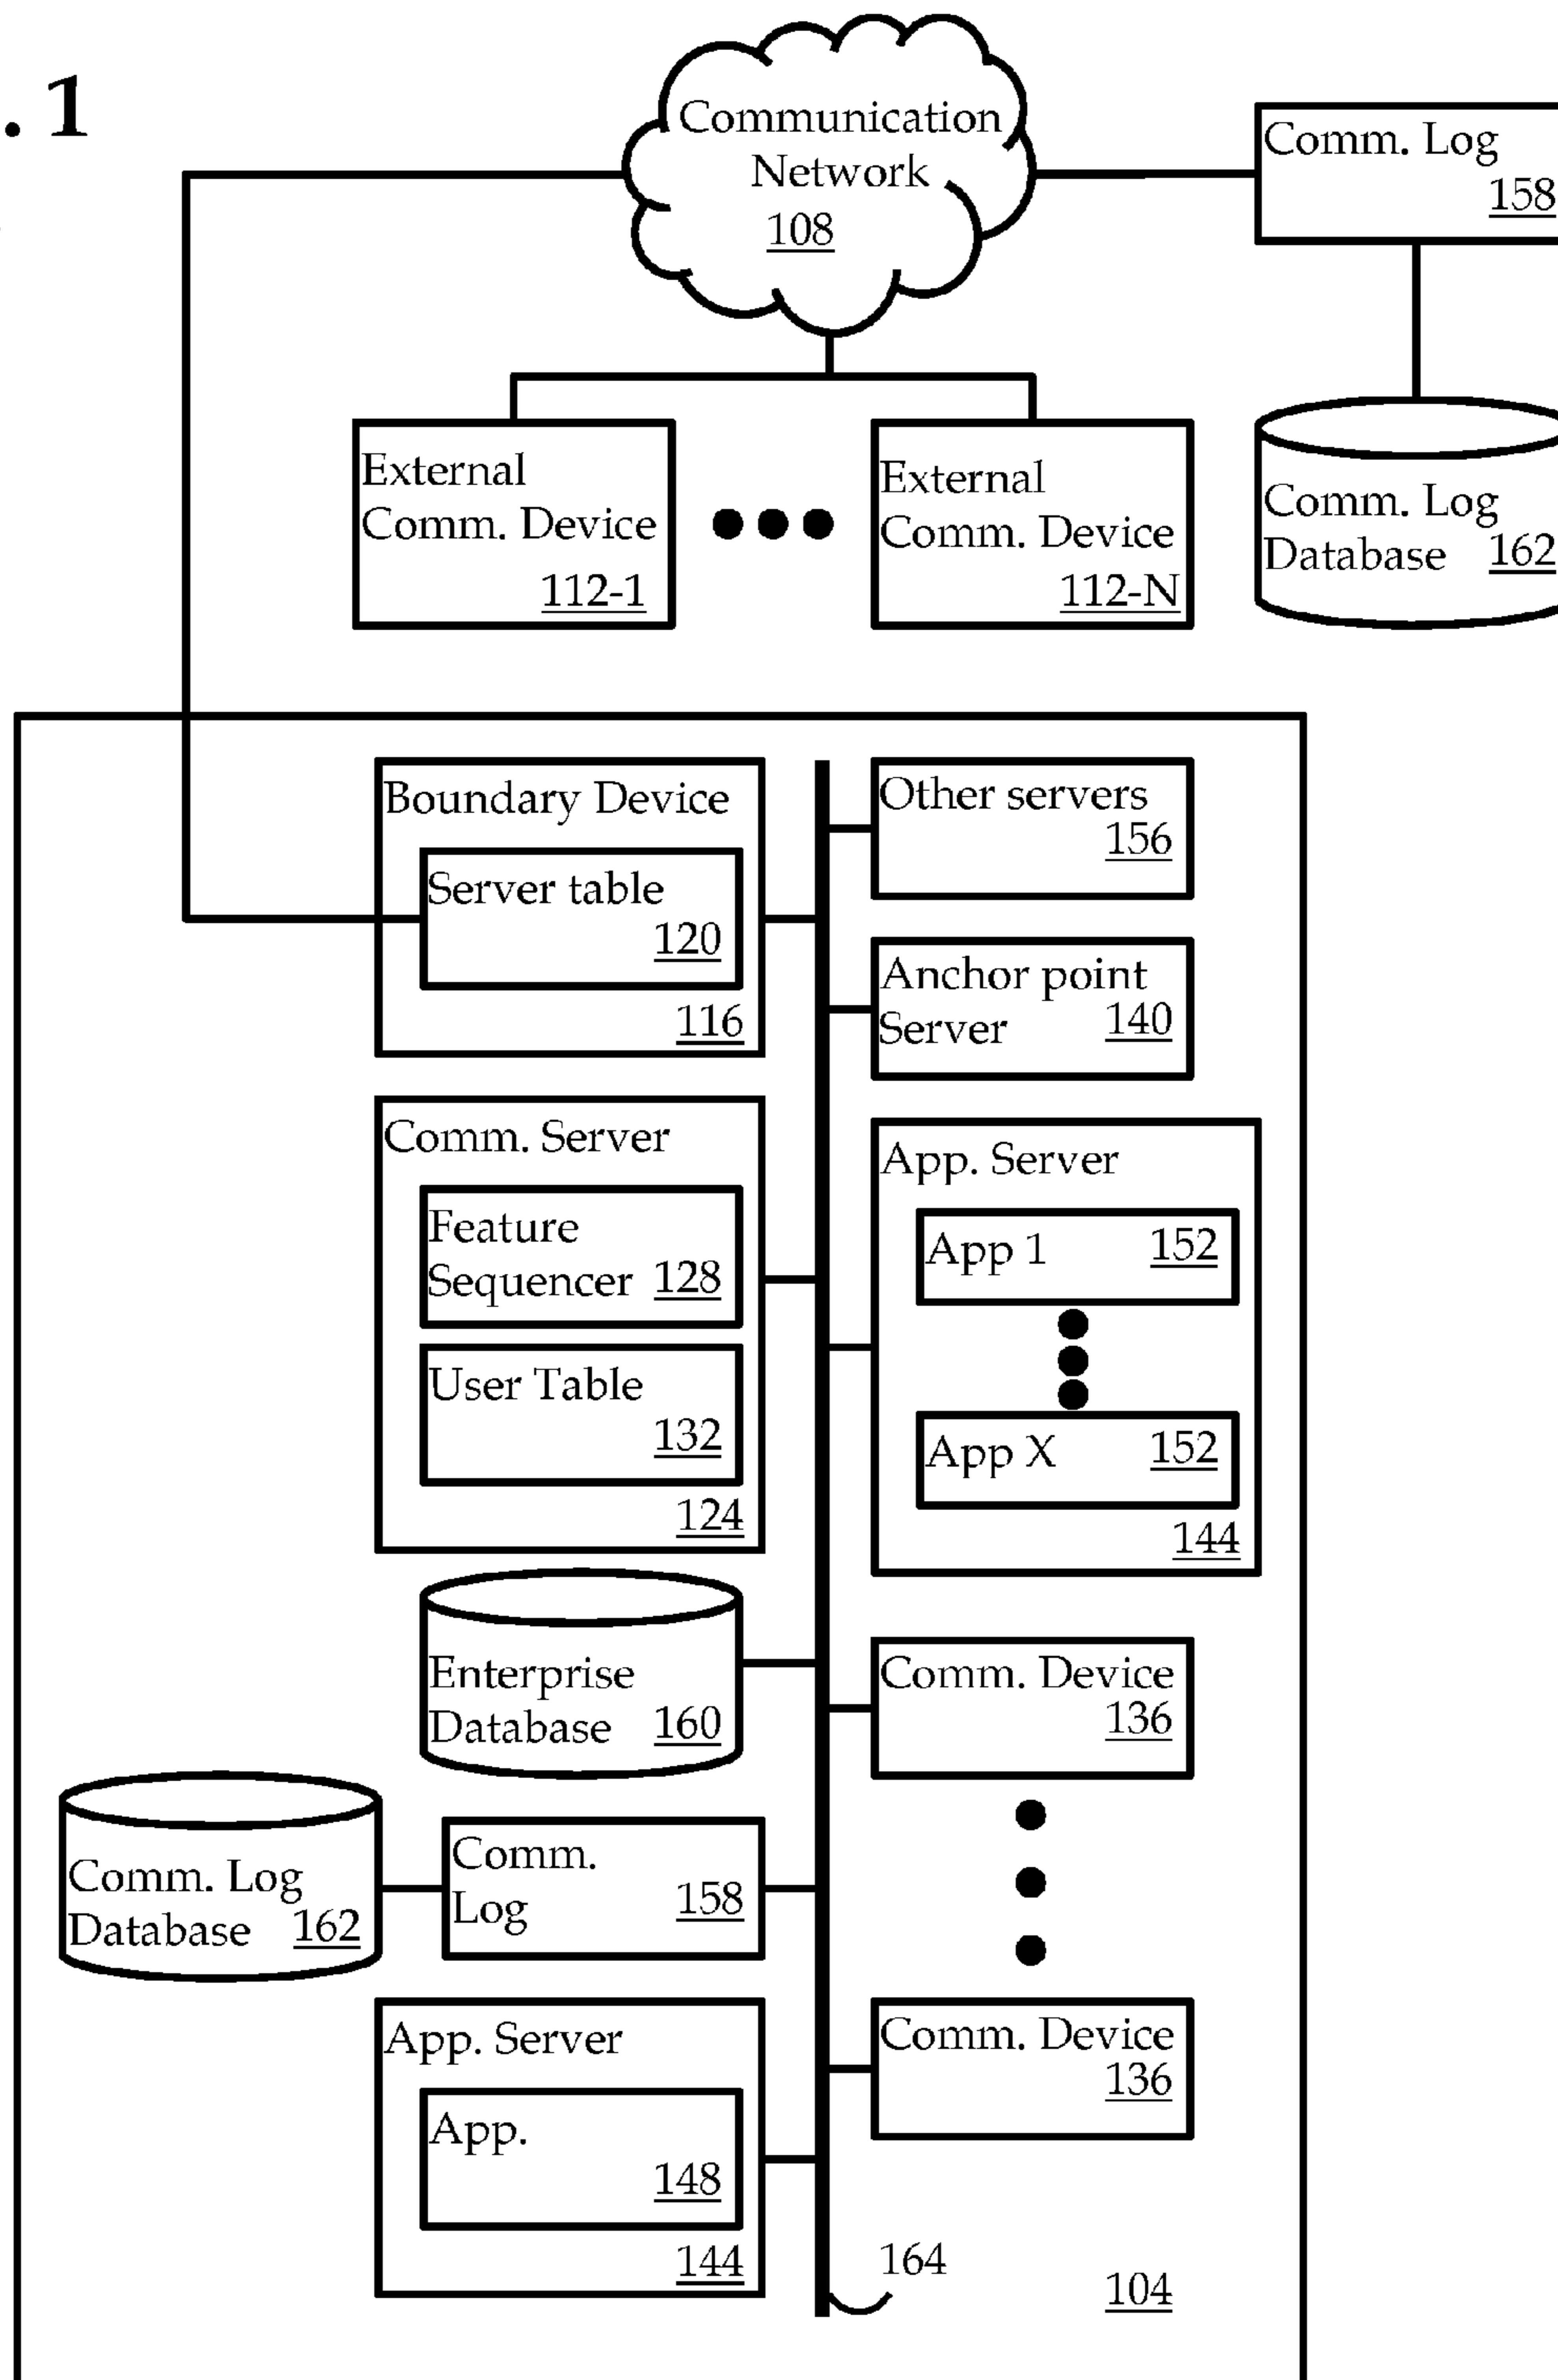 . 1
Communication
Network
108
Comm. Log
158
External
Comm. Device
112-1
External
Comm. Device
112-N
Comm. Log
Database 162
Boundary Device
Server table
120
116
Other servers
156
Anchor point
Server 140
Comm. Server
Feature
Sequencer 128
User Table
132
124
App. Server
App 1 152
App X 152
144
Enterprise
Database 160
Comm. Device
136
Comm. Log
Database 162
Comm.
Log 158
App. Server
App.
148
144
Comm. Device
136
164
104